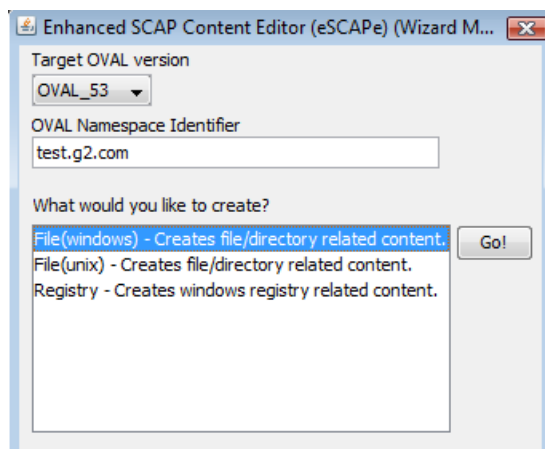 Enhanced SCAP Content Editor (eSCAPe) (Wizard M...
Target OVAL version
OVAL_53
OVAL Namespace Identifier
test.g2.com
What would you like to create?
File(windows) - Creates file/directory related content.
Go!
File(unix) - Creates file/directory related content.
Registry - Creates windows registry related content.